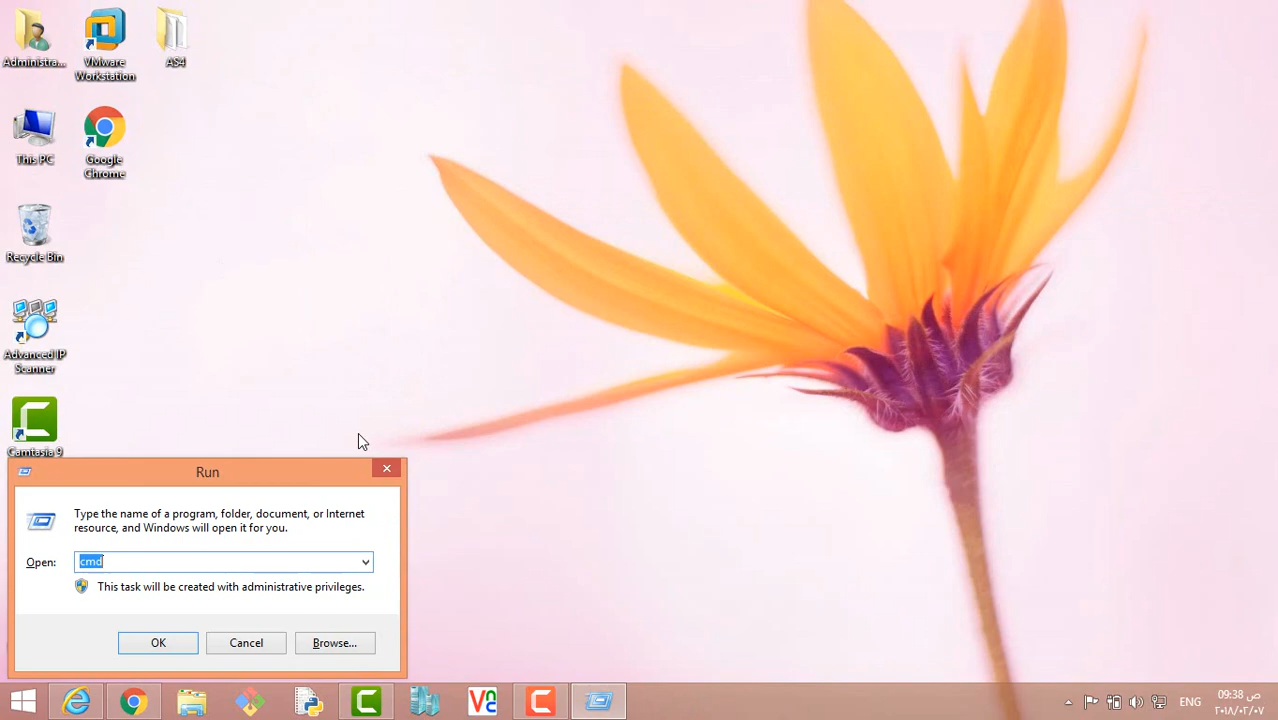 Administra...
VMware
Workstation
AS4
This PC
Google
Chrome
Recycle Bin
Advanced IP
Scanner
Camtasia 9
Run
Type the name of a program, folder, document, or Internet
resource, and Windows will open it for you.
Open:
cmd
This task will be created with administrative privileges.
OK
Cancel
Browse...
ENG
09:38 ص
٢٠١٨/٠٢/٠٧